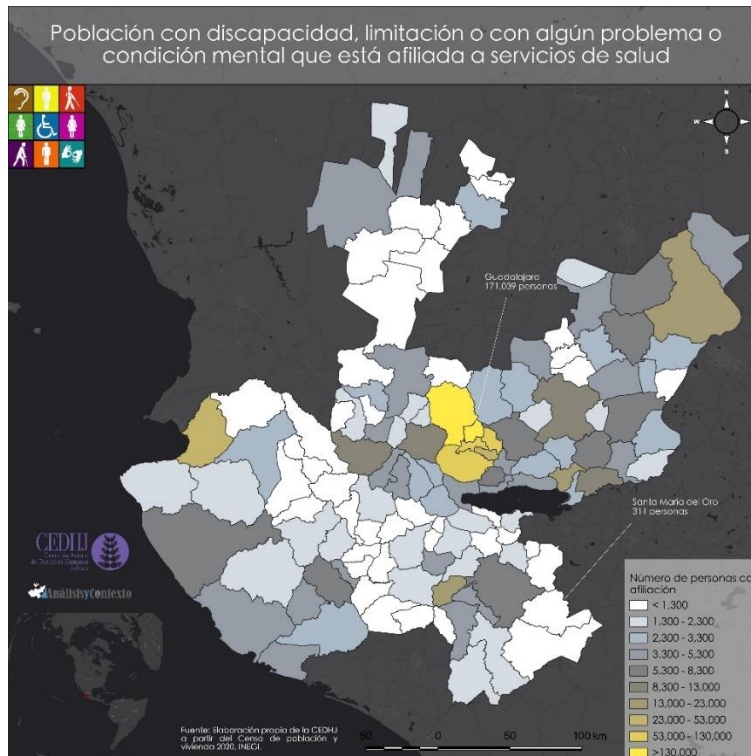 Población con discapacidad, limitación o con algún problema o
condición mental que está afiliada a servicios de salud
N
W
E
S
Guadalajara
171,039 personas
Santa María del Oro
311 personas
CEDHJ
AnálisisyContexto
Número de personas co
afiliación
< 1,300
1,300 - 2,300
2,300 - 3,300
3,300 - 5,300
5,300 - 8,300
8,300 - 13,000
13,000 - 23,000
23,000 - 53,000
53,000 - 130,000
>130,000
Fuente: Elaboración propia de la CEDHJ
a partir del Censo de población y
vivienda 2020, INEGI.
50
0
50
100 km